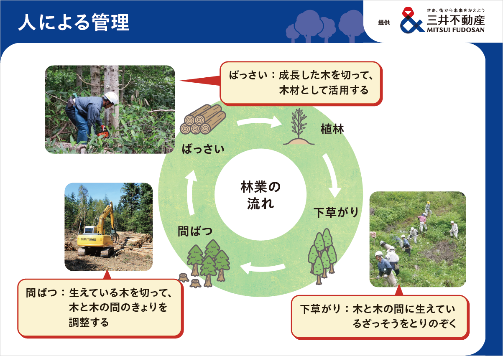 人による管理
提供
三井不動産
MITSUI FUDOSAN
ばっさい：成長した木を切って、
木材として活用する
ばっさい
植林
林業の
流れ
下草がり
間ばつ
間ばつ：生えている木を切って、
木と木の間のきょりを
調整する
下草がり：木と木の間に生えてい
るざっそうをとりのぞく